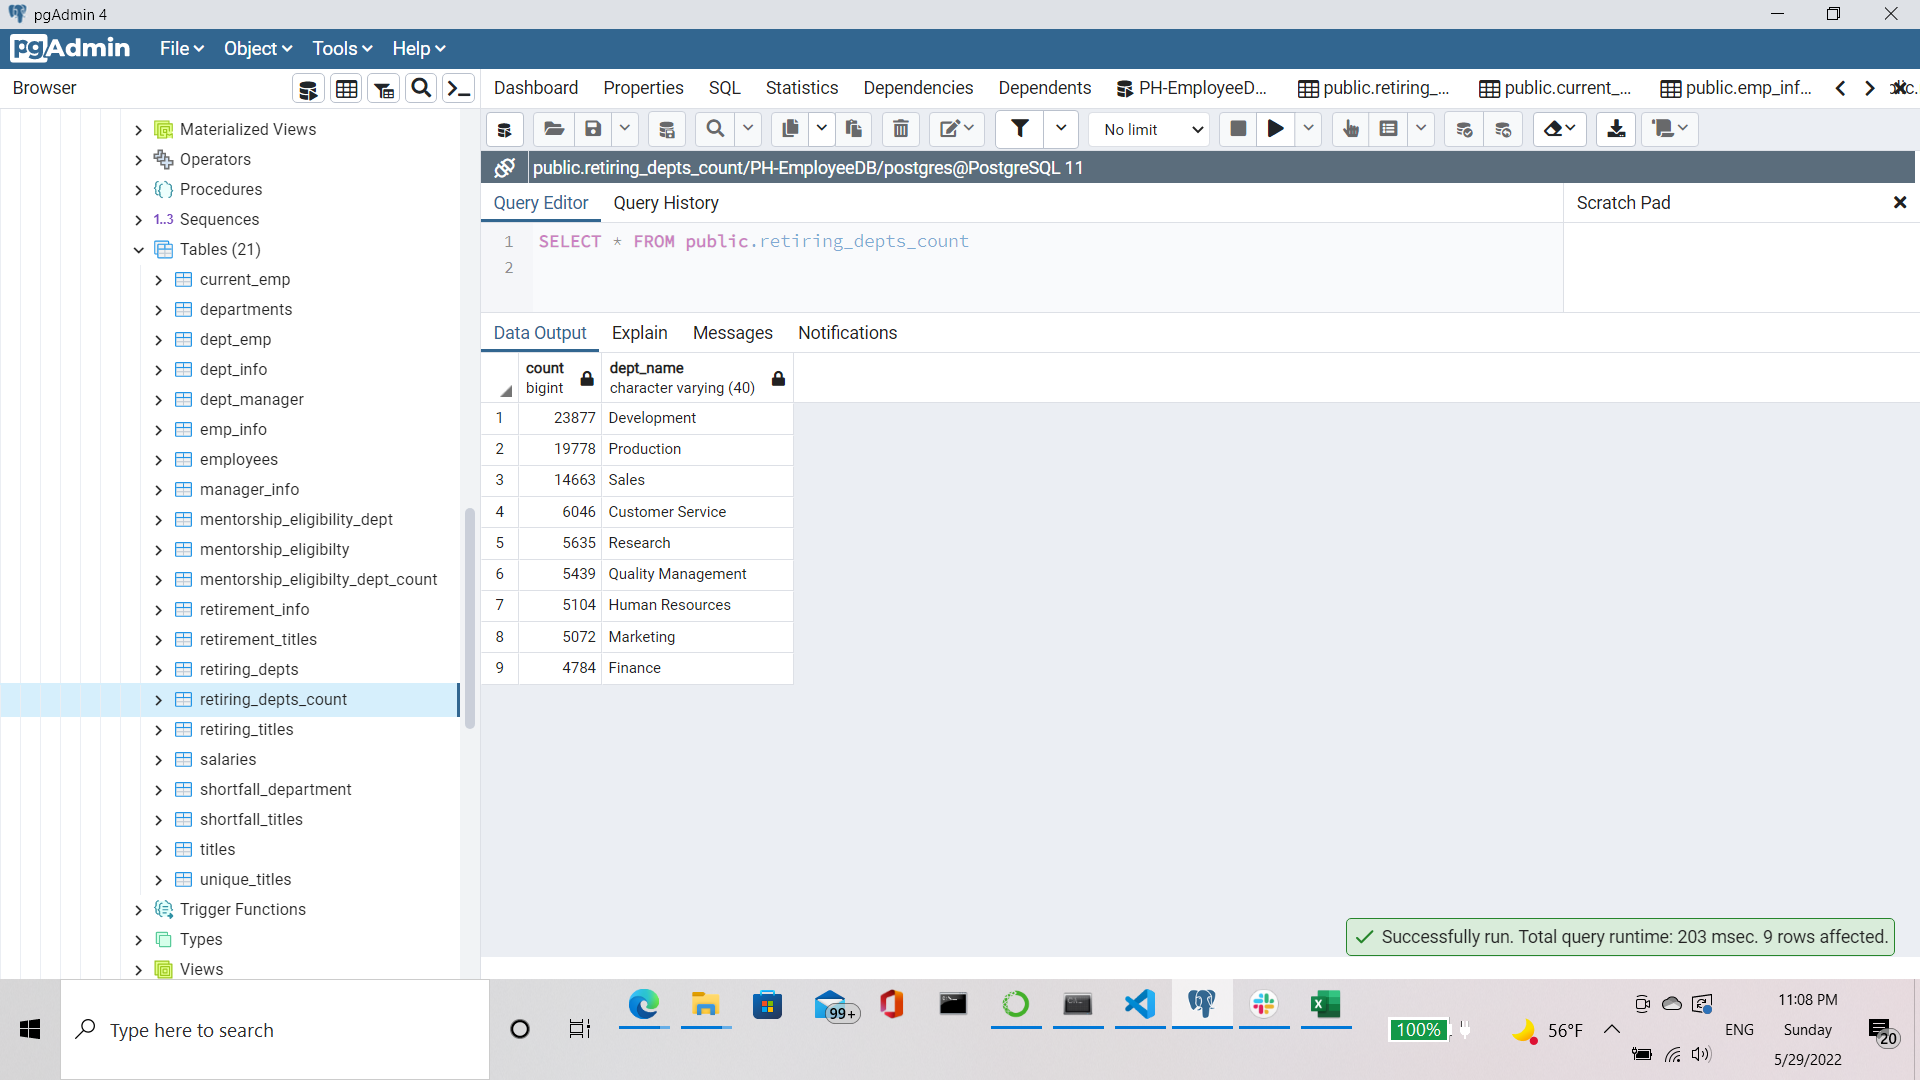 pgAdmin 4
pgAdmin File Object Tools Help
Browser
Dashboard Properties SQL Statistics Dependencies Dependents PH-EmployeeD... public.retiring_... public.current_... public.emp_inf...
No limit
public.retiring_depts_count/PH-EmployeeDB/postgres@PostgreSQL 11
Query Editor Query History
Scratch Pad
1 SELECT * FROM public.retiring_depts_count
2
Data Output Explain Messages Notifications
count bigint
dept_name character varying (40)
1 23877 Development
2 19778 Production
3 14663 Sales
4 6046 Customer Service
5 5635 Research
6 5439 Quality Management
7 5104 Human Resources
8 5072 Marketing
9 4784 Finance
Materialized Views
Operators
Procedures
1..3 Sequences
Tables (21)
current_emp
departments
dept_emp
dept_info
dept_manager
emp_info
employees
manager_info
mentorship_eligibility_dept
mentorship_eligibilty
mentorship_eligibilty_dept_count
retirement_info
retirement_titles
retiring_depts
retiring_depts_count
retiring_titles
salaries
shortfall_department
shortfall_titles
titles
unique_titles
Trigger Functions
Types
Views
Successfully run. Total query runtime: 203 msec. 9 rows affected.
Type here to search
99+
100%
56°F
ENG
11:08 PM
Sunday
5/29/2022
20